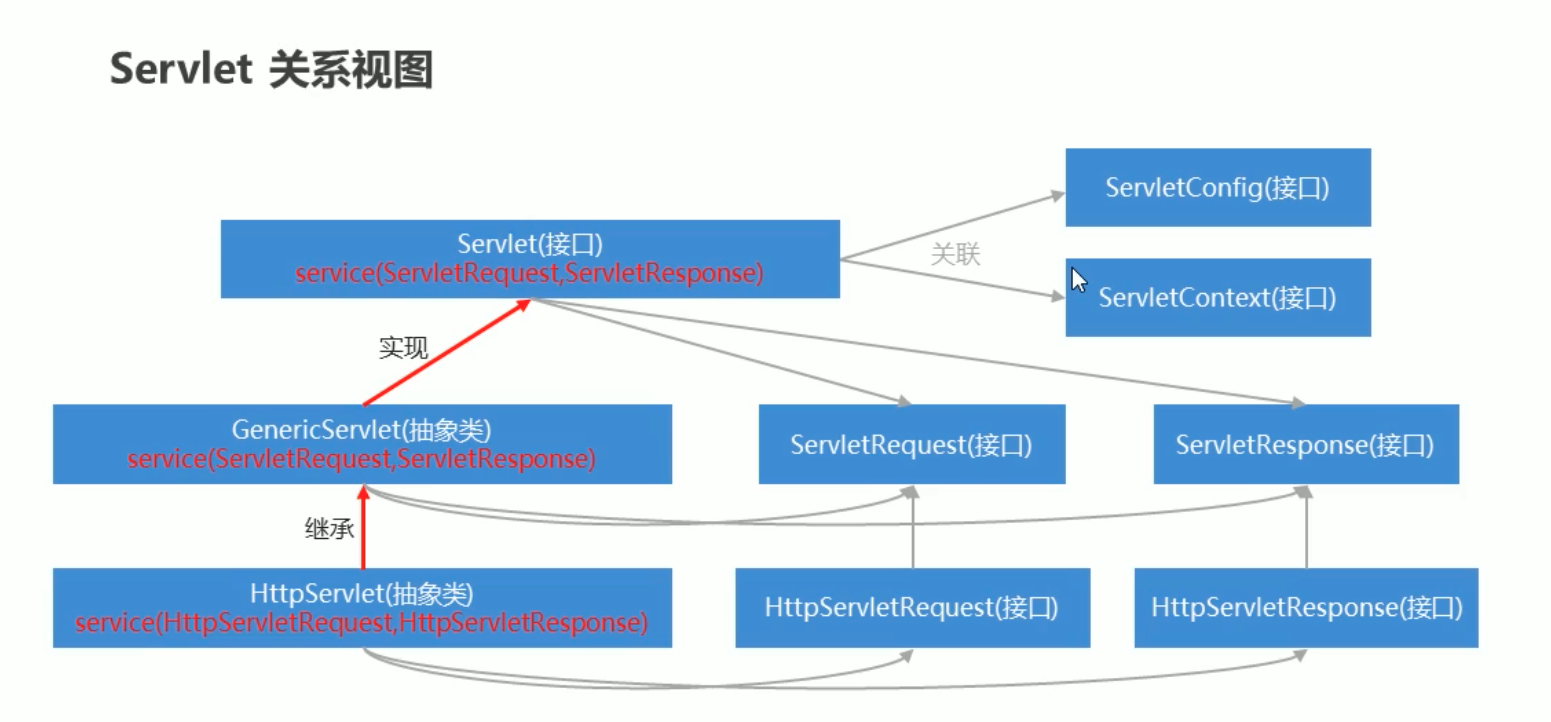 Servlet 关系视图
ServletConfig(接口)
Servlet(接口)
service(ServletRequest,ServletResponse)
关联
ServletContext(接口)
实现
GenericServlet(抽象类)
service(ServletRequest,ServletResponse)
ServletRequest(接口)
ServletResponse(接口)
继承
HttpServlet(抽象类)
service(HttpServletRequest,HttpServletResponse)
HttpServletRequest(接口)
HttpServletResponse(接口)